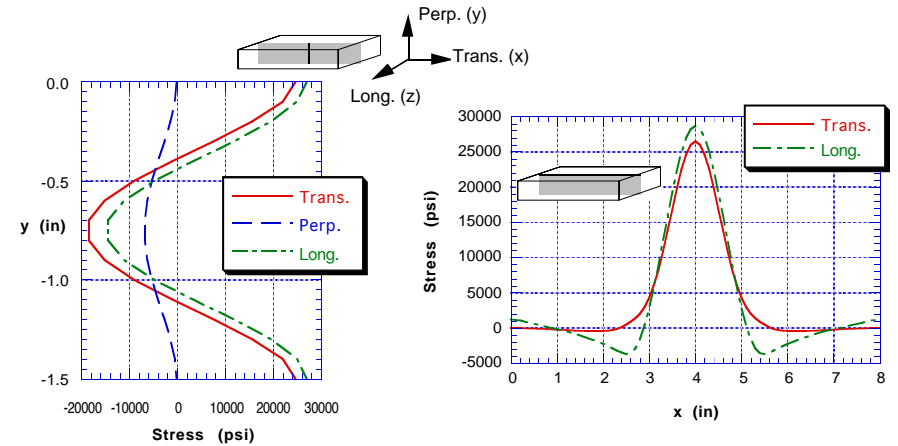 Perp. (y)
Trans. (x)
Long. (z)
0.0
-0.5
y (in)
-1.0
-1.5
-20000 -10000 0 10000 20000 30000
Stress (psi)
Trans.
Perp.
Long.
30000
25000
20000
15000
10000
5000
0
-5000
Stress (psi)
0 1 2 3 4 5 6 7 8
x (in)
Trans.
Long.